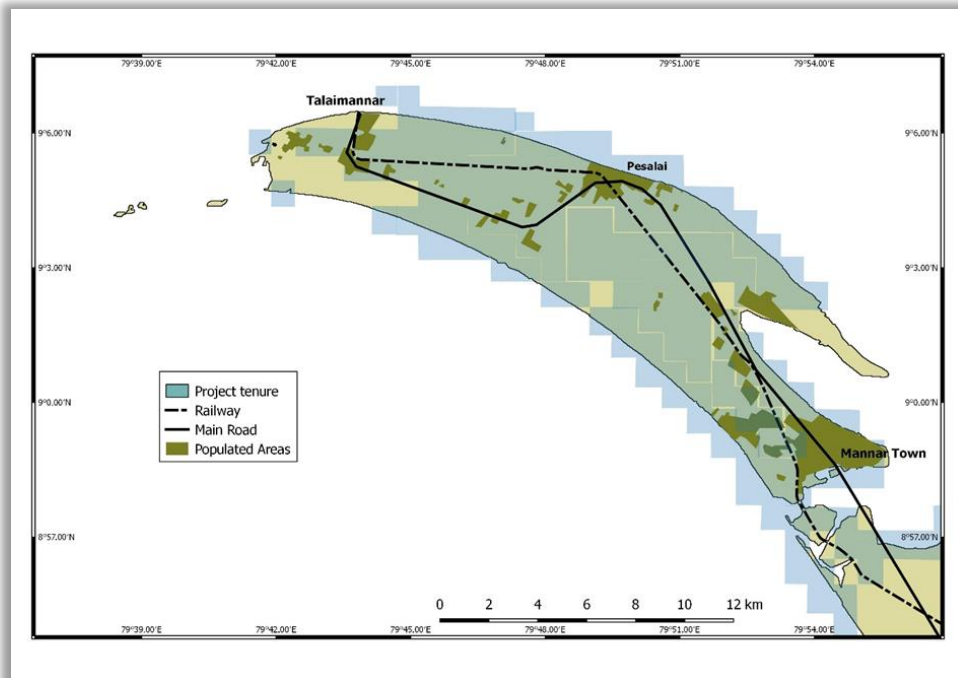 79°39.00'E 79°42.00'E 79°45.00'E 79°48.00'E 79°51.00'E 79°54.00'E
Talaimannar
9°6.00'N 9°6.00'N
Pesalai
9°3.00'N 9°3.00'N
Project tenure
Railway
9°0.00'N 9°0.00'N
Main Road
Populated Areas
Mannar Town
8°57.00'N 8°57.00'N
0 2 4 6 8 10 12 km
79°39.00'E 79°42.00'E 79°45.00'E 79°48.00'E 79°51.00'E 79°54.00'E